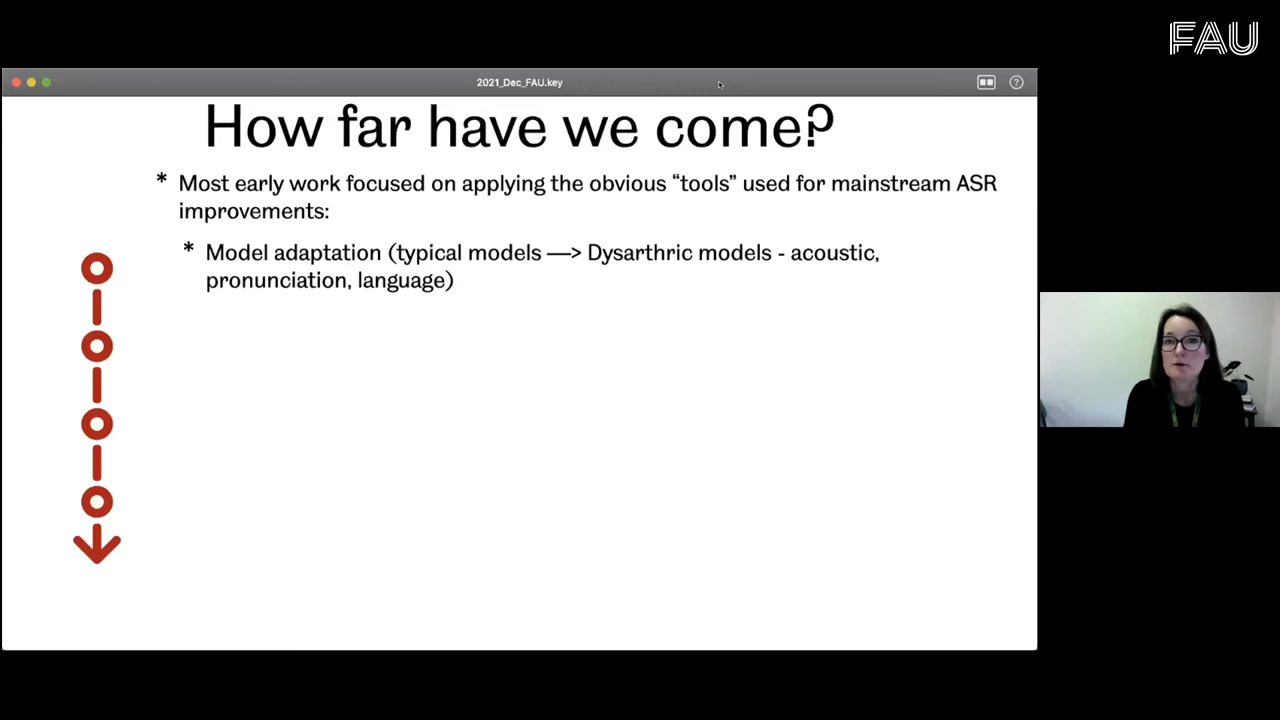 FAU
2021_Dec_FAU.key
?
How far have we come?
* Most early work focused on applying the obvious “tools” used for mainstream ASR
improvements:
* Model adaptation (typical models —> Dysarthric models - acoustic,
pronunciation, language)